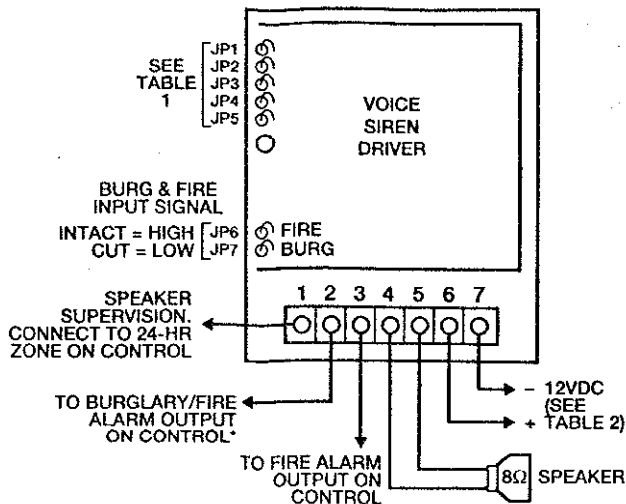 SEE
TABLE
1
JP1
JP2
JP3
JP4
JP5
VOICE
SIREN
DRIVER
BURG & FIRE
INPUT SIGNAL
INTACT = HIGH
CUT = LOW
JP6 FIRE
JP7 BURG
1 2 3 4 5 6 7
SPEAKER
SUPERVISION.
CONNECT TO 24-HR
ZONE ON CONTROL
TO BURGLARY/FIRE
ALARM OUTPUT
ON CONTROL*
TO FIRE ALARM
OUTPUT ON
CONTROL
- 12VDC
(SEE
+ TABLE 2)
8Ω SPEAKER